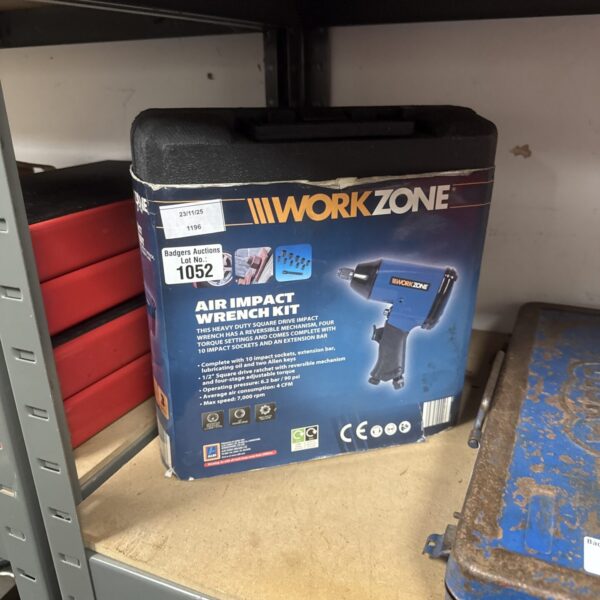 WORKZONE
23/11/25
1196
Badgers Auctions
Lot No.:
1052
WORKZONE
AIR IMPACT
WRENCH KIT
THIS HEAVY DUTY SQUARE DRIVE IMPACT
WRENCH HAS A REVERSIBLE MECHANISM, FOUR
TORQUE SETTINGS AND COMES COMPLETE WITH
10 IMPACT SOCKETS AND AN EXTENSION BAR
• Complete with 10 impact sockets, extension bar,
lubricating oil and two Allen keys
• 1/2" Square drive ratchet with reversible mechanism
and four-stage adjustable torque
• Operating pressure: 6.2 bar / 90 psi
• Average air consumption: 4 CFM
• Max speed: 7,000 rpm
CE